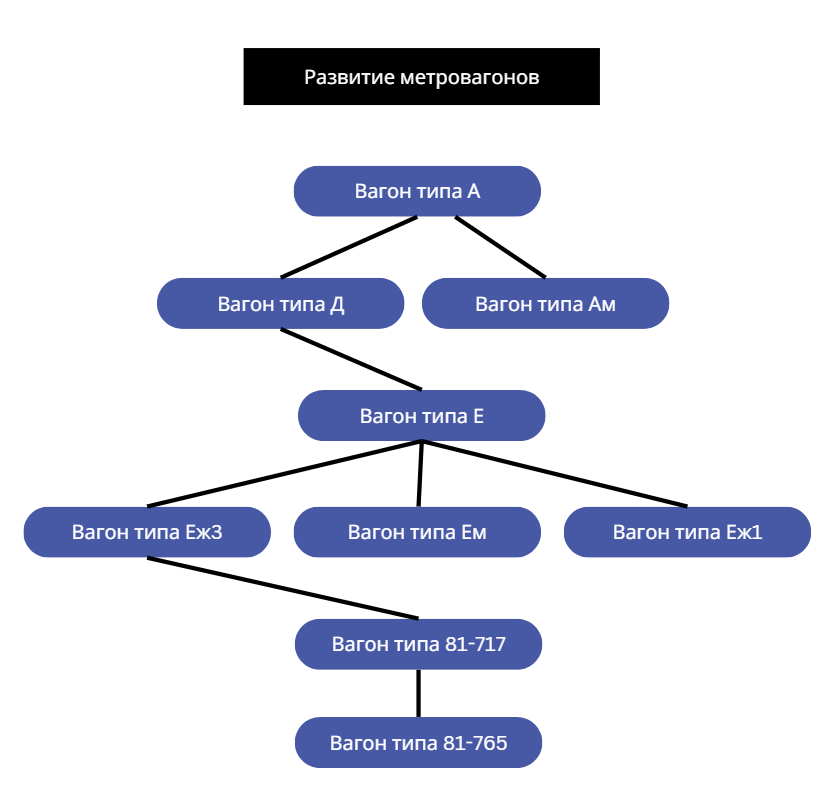 Развитие метровагонов
Вагон типа А
Вагон типа Д
Вагон типа Ам
Вагон типа Е
Вагон типа Еж3
Вагон типа Ем
Вагон типа Еж1
Вагон типа 81-717
Вагон типа 81-765